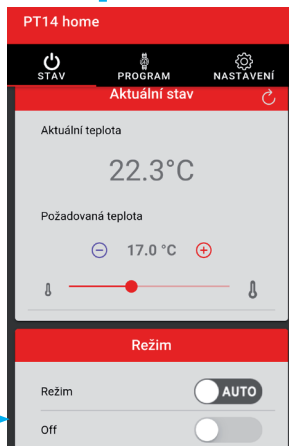 PT14 home
STAV PROGRAM NASTAVENÍ
Aktuální stav
Aktuální teplota
22.3°C
Požadovaná teplota
17.0 °C
Režim
Režim AUTO
Off